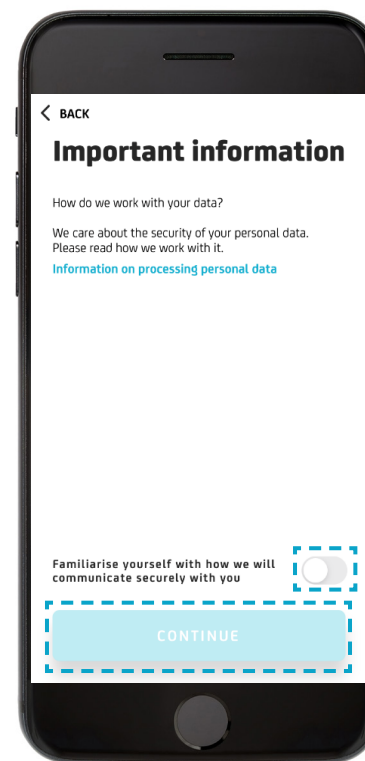 BACK
Important information
How do we work with your data?
We care about the security of your personal data.
Please read how we work with it.
Information on processing personal data
Familiarise yourself with how we will
communicate securely with you
CONTINUE